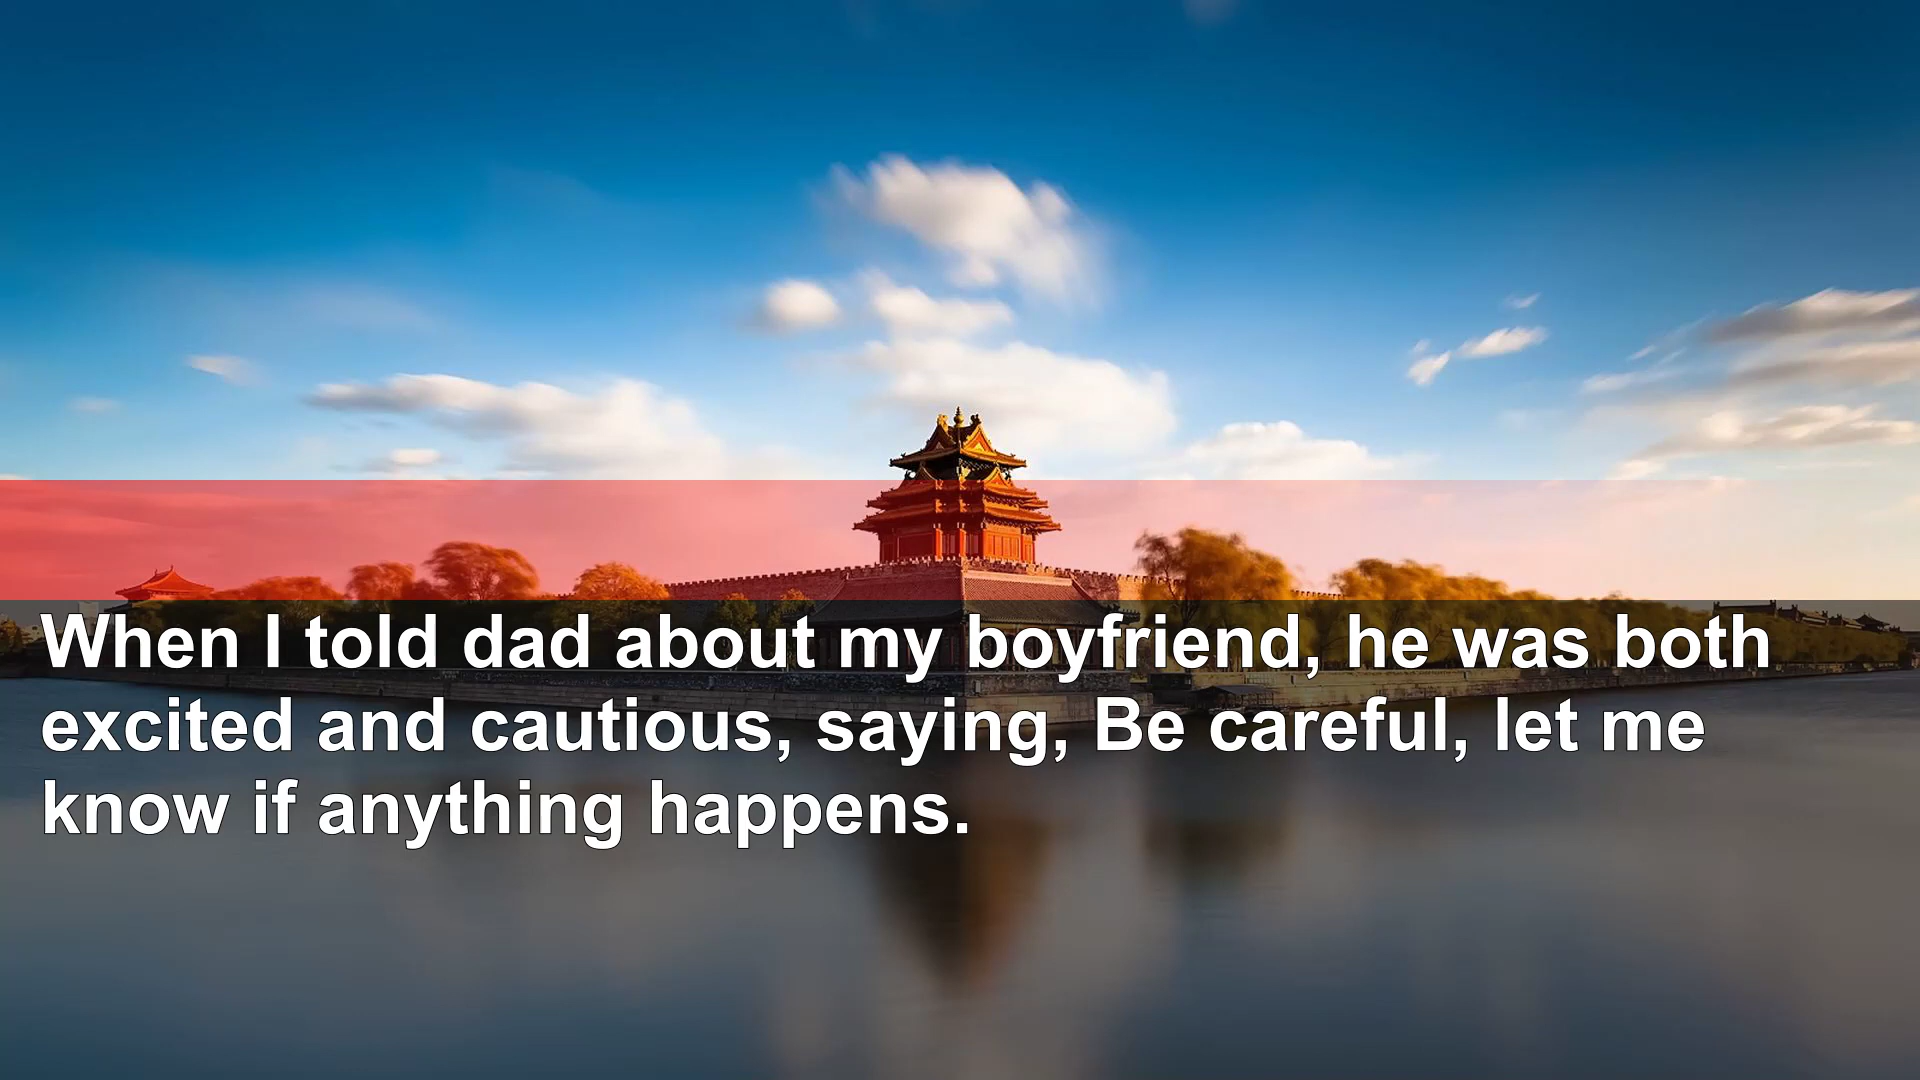 When I told dad about my boyfriend, he was both
excited and cautious, saying, Be careful, let me
know if anything happens.